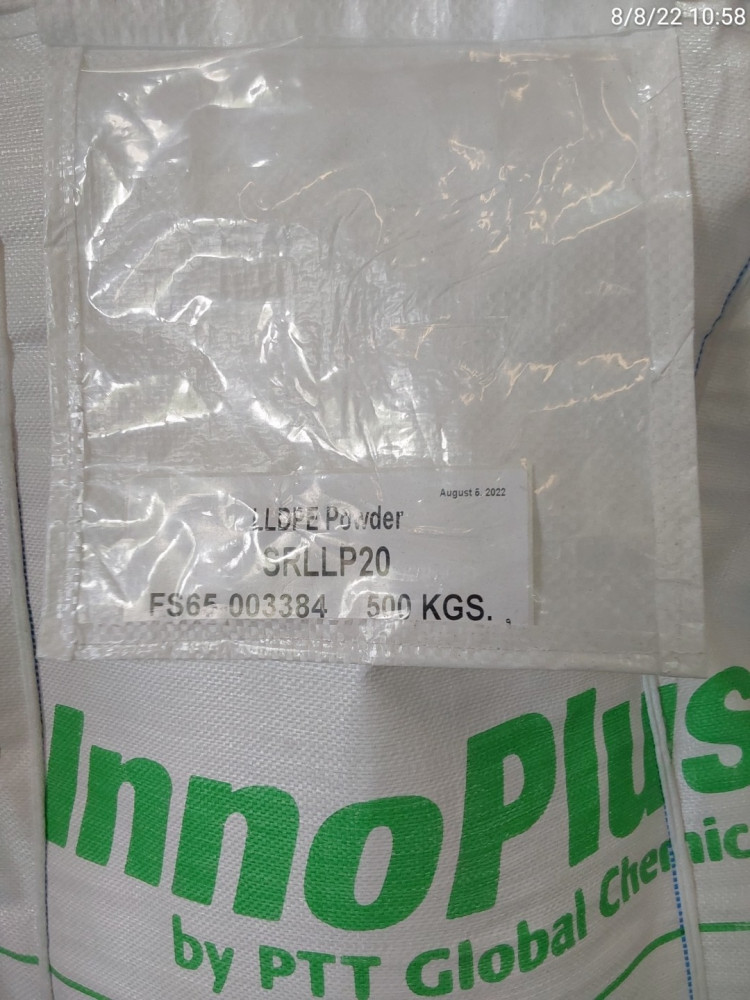 8/8/22 10:58
August 6, 2022
LLDPE Powder
SRLLP20
FS65 003384 500 KGS.
9
InnoPlus
by PTT Global Chemic